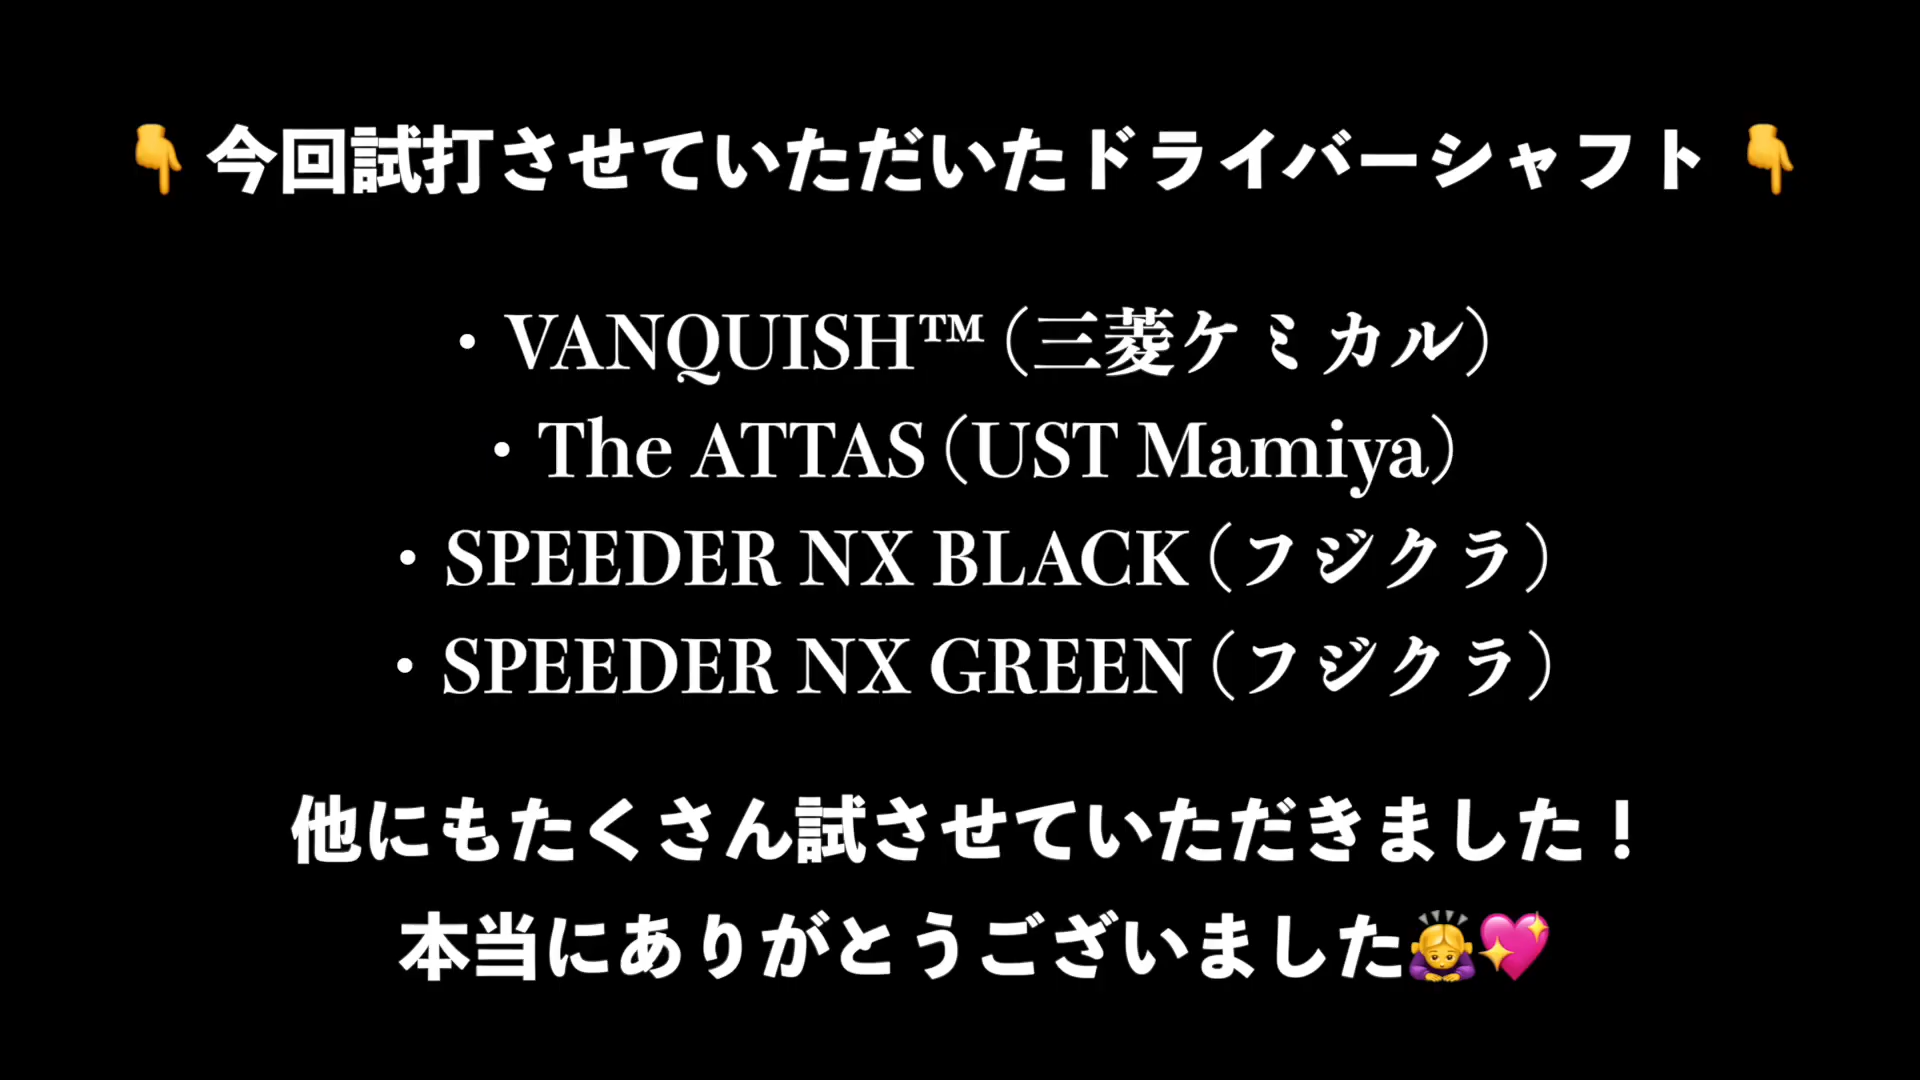 👇今回試打させていただいたドライバーシャフト👇
・VANQUISH™（三菱ケミカル）
・The ATTAS（UST Mamiya）
・SPEEDER NX BLACK（フジクラ）
・SPEEDER NX GREEN（フジクラ）
他にもたくさん試させていただきました！
本当にありがとうございました🙇‍♀️💖